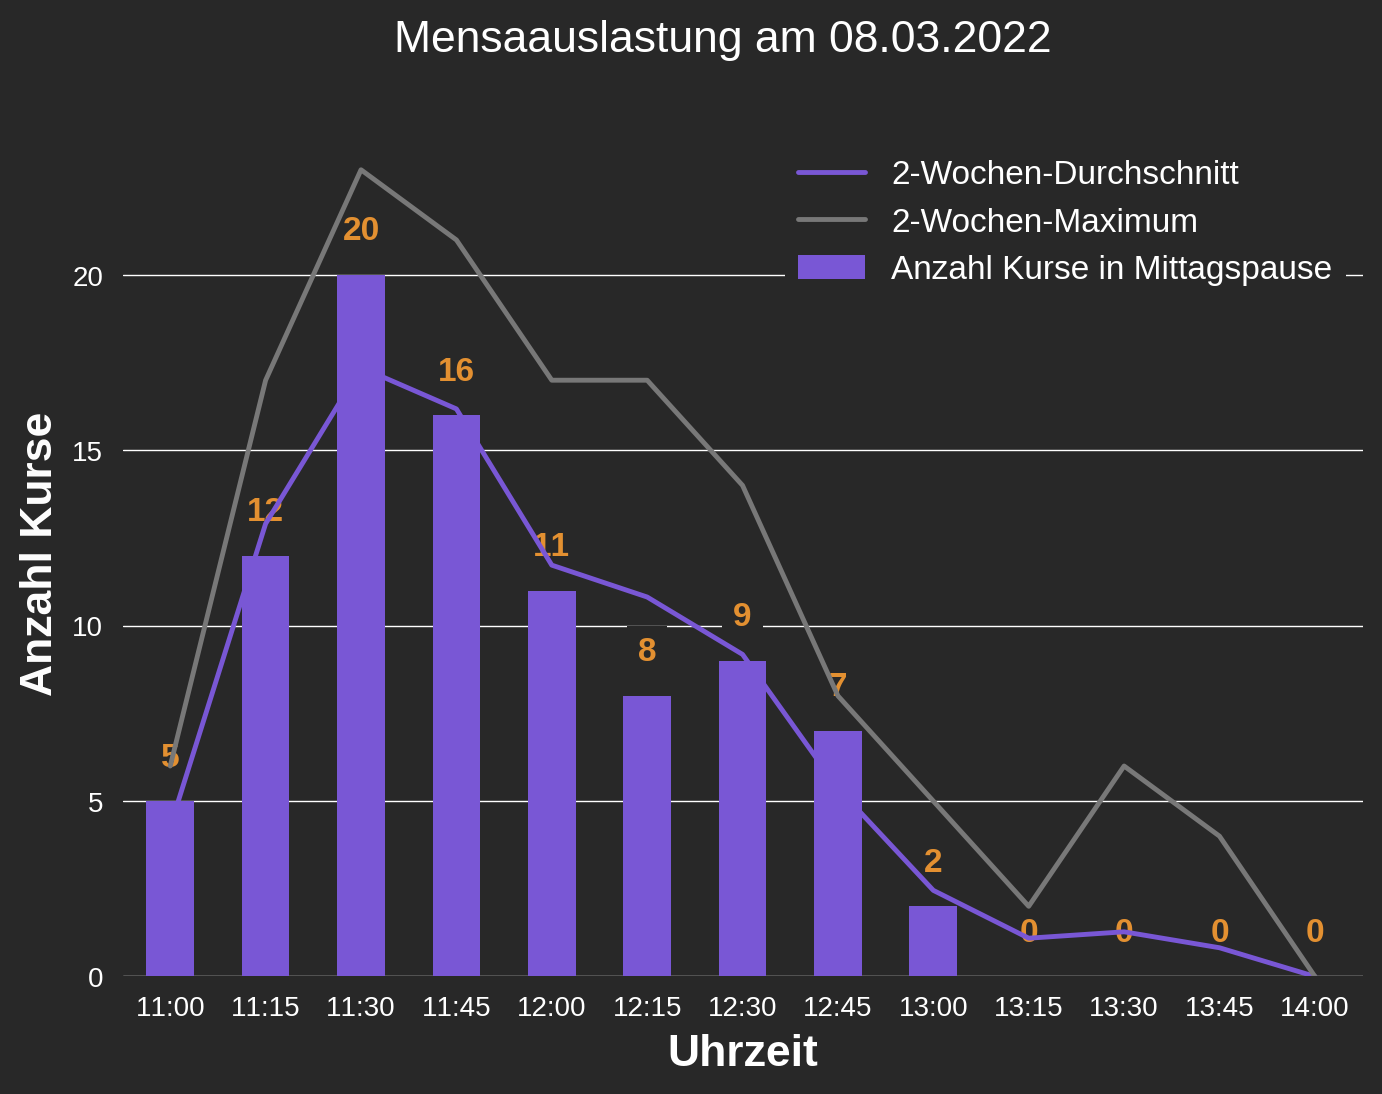 Mensaauslastung am 08.03.2022
2-Wochen-Durchschnitt
2-Wochen-Maximum
Anzahl Kurse in Mittagspause
Anzahl Kurse
20
15
10
5
0
5
12
20
16
11
8
9
7
2
0
0
0
0
11:00 11:15 11:30 11:45 12:00 12:15 12:30 12:45 13:00 13:15 13:30 13:45 14:00
Uhrzeit